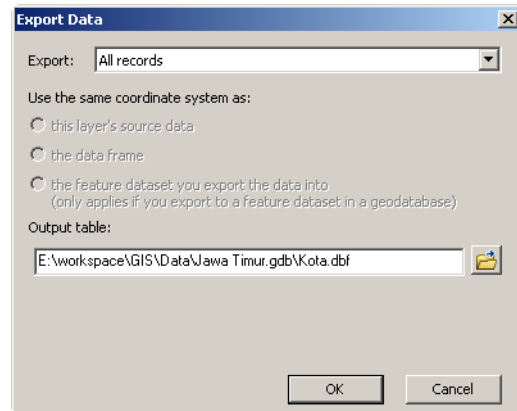 Export Data
Export: All records
Use the same coordinate system as:
this layer's source data
the data frame
the feature dataset you export the data into
(only applies if you export to a feature dataset in a geodatabase)
Output table:
E:\workspace\GIS\Data\Jawa Timur.gdb\Kota.dbf
OK Cancel